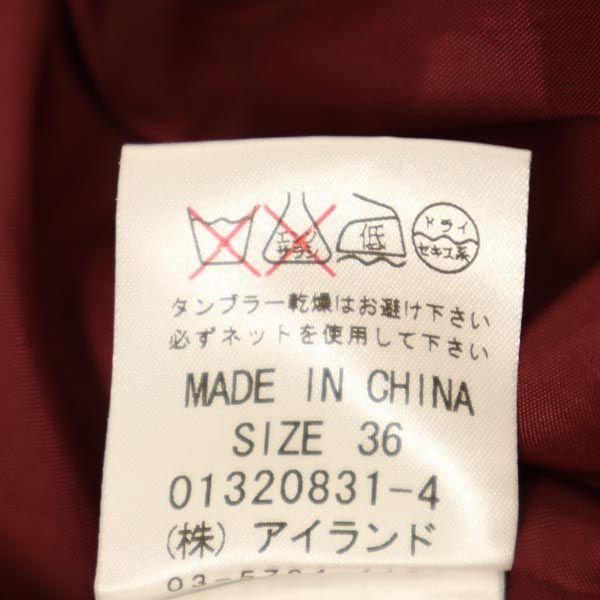 エンソ
サラシ
低
ドライ
セキユ系
タンブラー乾燥はお避け下さい
必ずネットを使用して下さい
MADE IN CHINA
SIZE 36
01320831-4
(株) アイランド